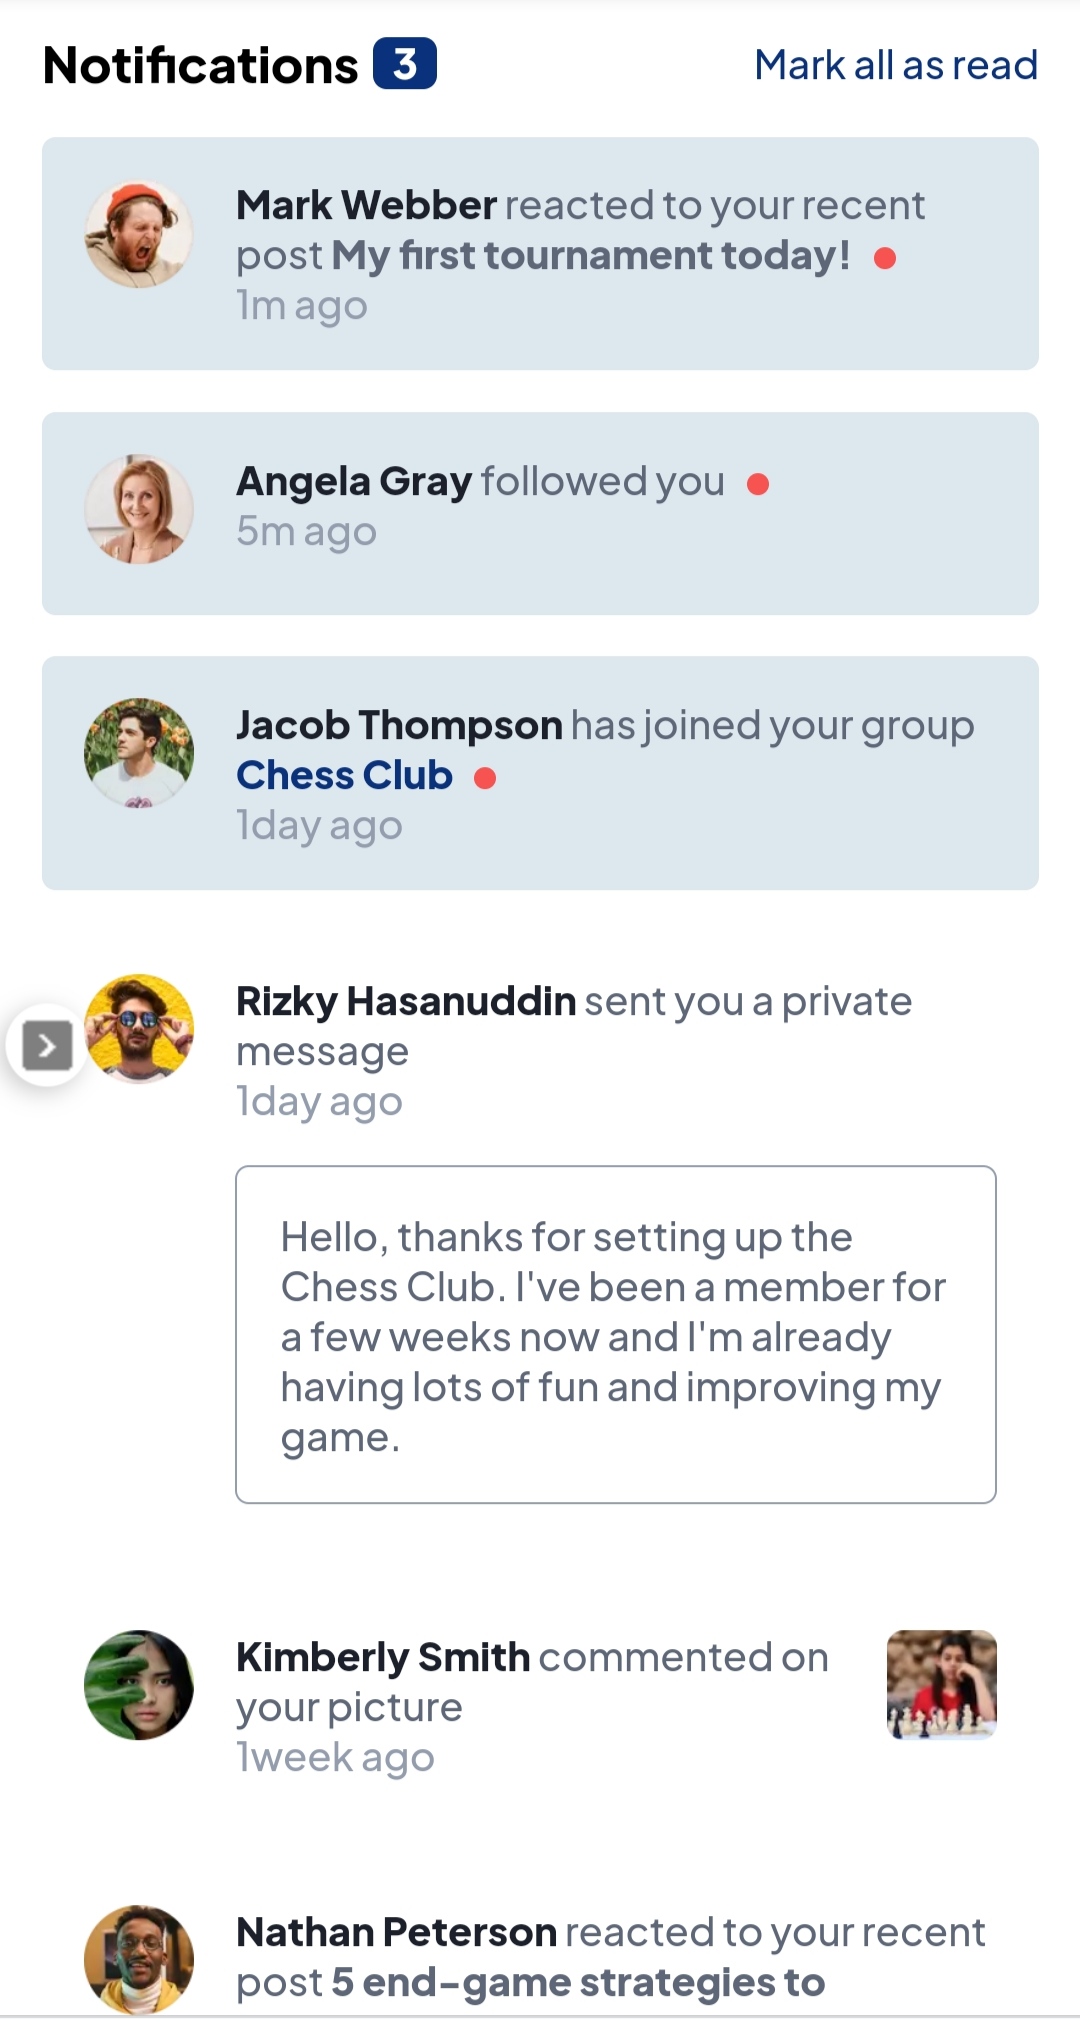 Notifications 3
Mark all as read
Mark Webber reacted to your recent
post My first tournament today!
1m ago
Angela Gray followed you
5m ago
Jacob Thompson has joined your group
Chess Club
1day ago
Rizky Hasanuddin sent you a private
message
1day ago
Hello, thanks for setting up the
Chess Club. I've been a member for
a few weeks now and I'm already
having lots of fun and improving my
game.
Kimberly Smith commented on
your picture
1week ago
Nathan Peterson reacted to your recent
post 5 end-game strategies to